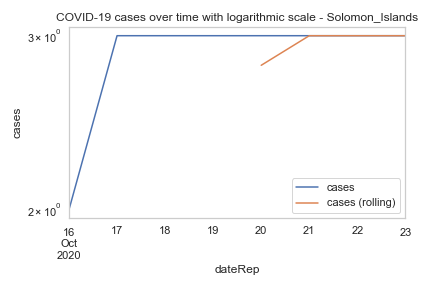 COVID-19 cases over time with logarithmic scale - Solomon_Islands
3 × 10⁰
cases
2 × 10⁰
cases
cases (rolling)
16 17 18 19 20 21 22 23
Oct
2020
dateRep